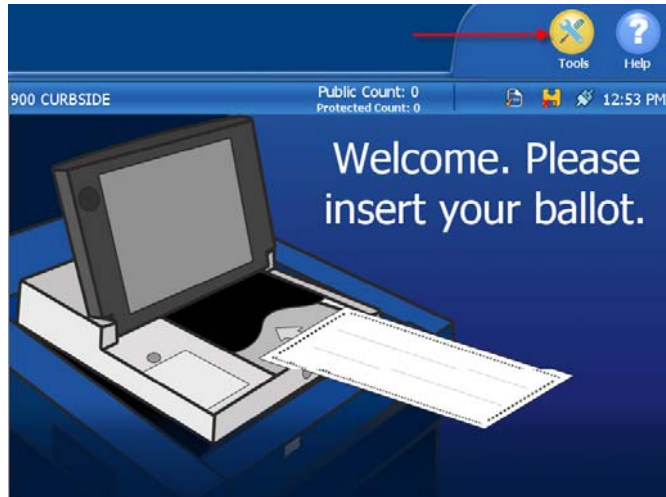 Tools
Help
900 CURBSIDE
Public Count: 0
Protected Count: 0
12:53 PM
Welcome. Please
insert your ballot.